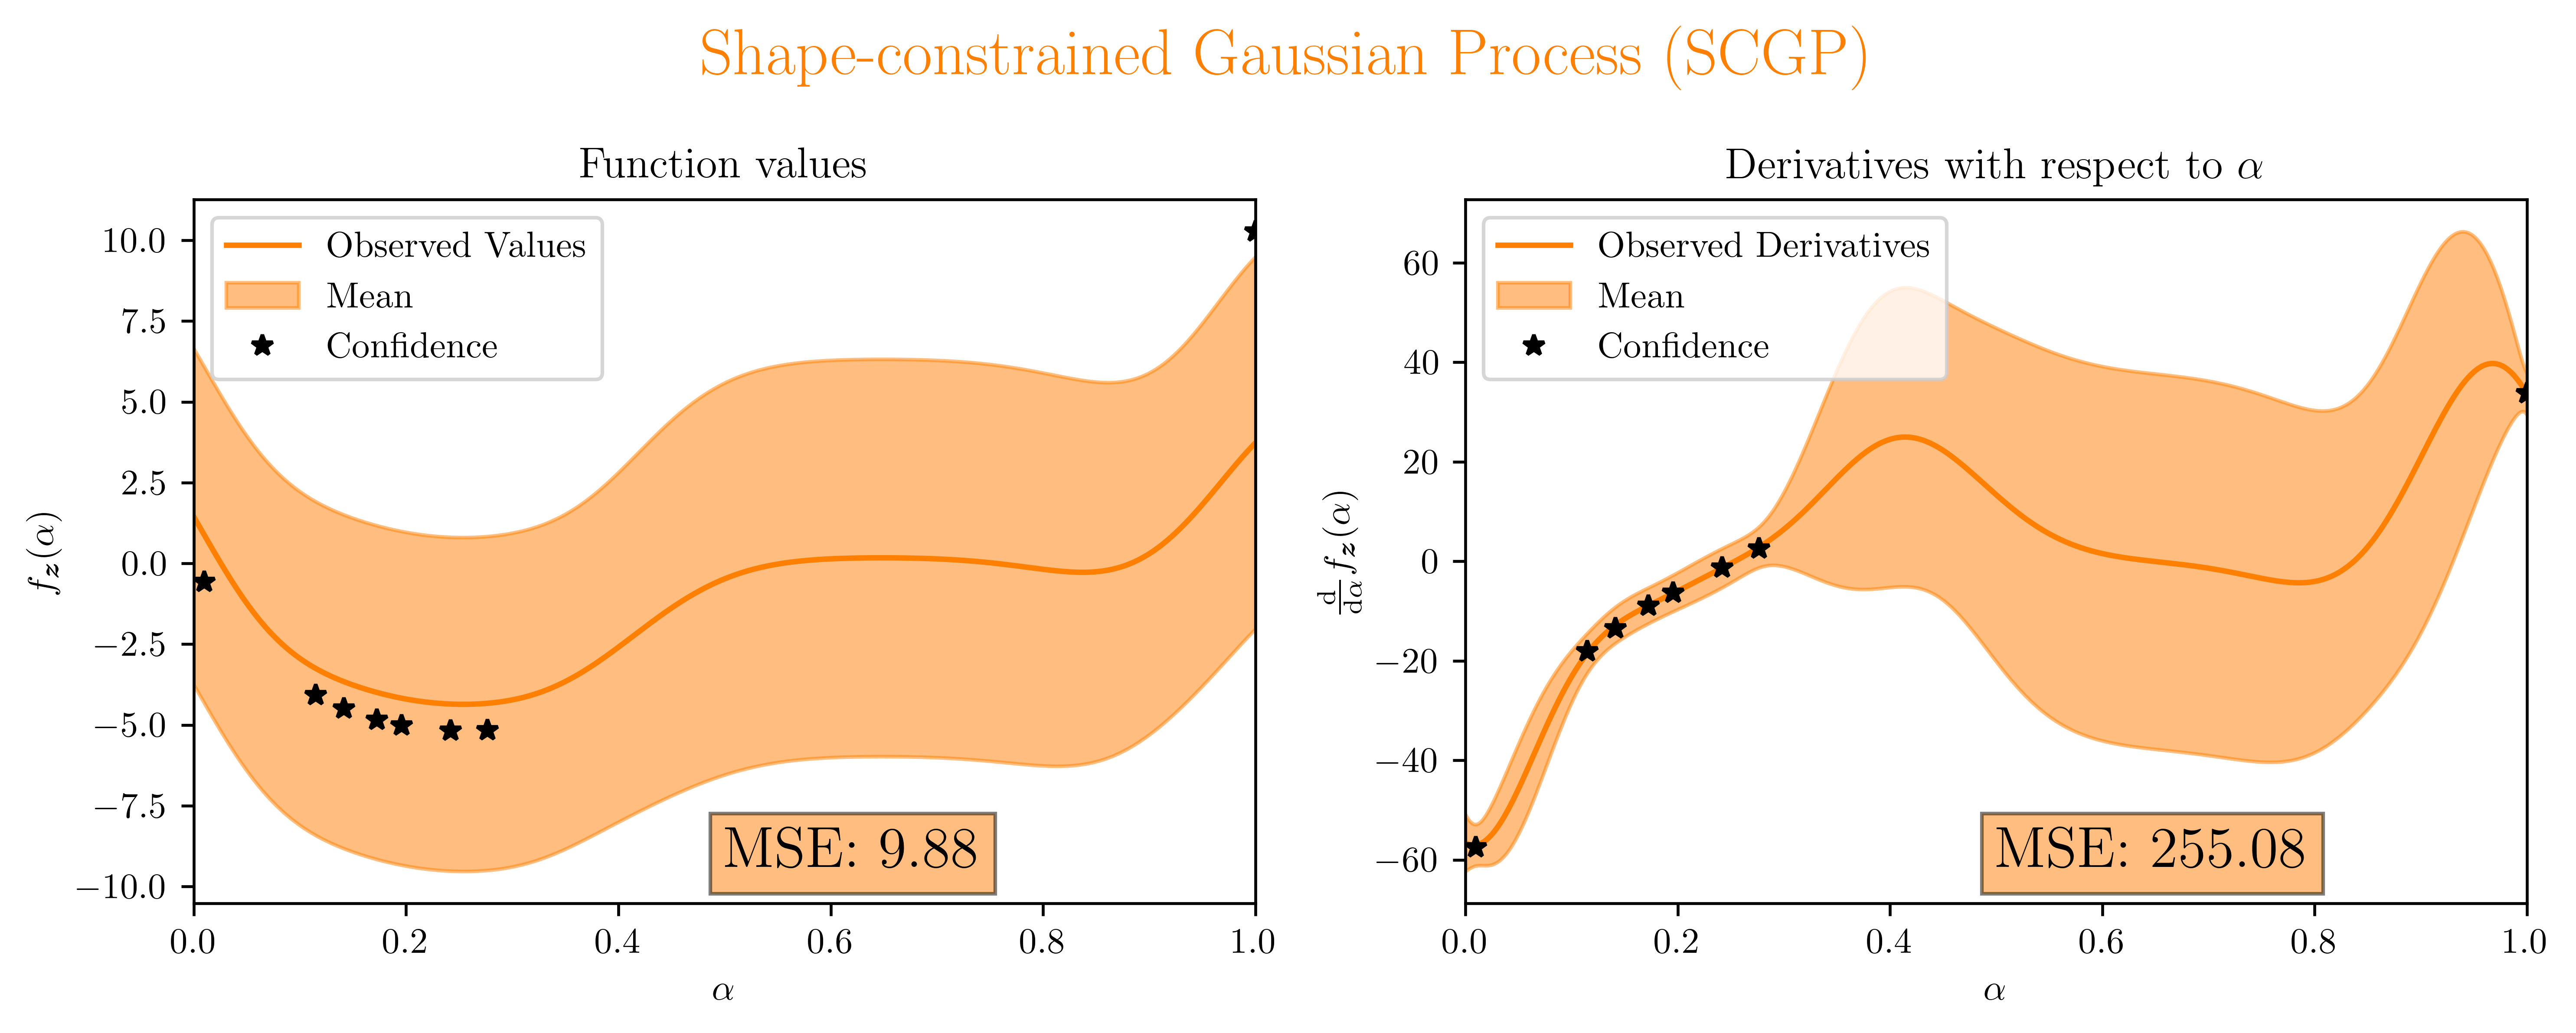 Shape-constrained Gaussian Process (SCGP)
Function values
Observed Values
Mean
Confidence
10.0
7.5
5.0
2.5
0.0
−2.5
−5.0
−7.5
−10.0
f_z(α)
MSE: 9.88
0.0 0.2 0.4 0.6 0.8 1.0
α
Derivatives with respect to α
Observed Derivatives
Mean
Confidence
60
40
20
0
−20
−40
−60
d/dα f_z(α)
MSE: 255.08
0.0 0.2 0.4 0.6 0.8 1.0
α